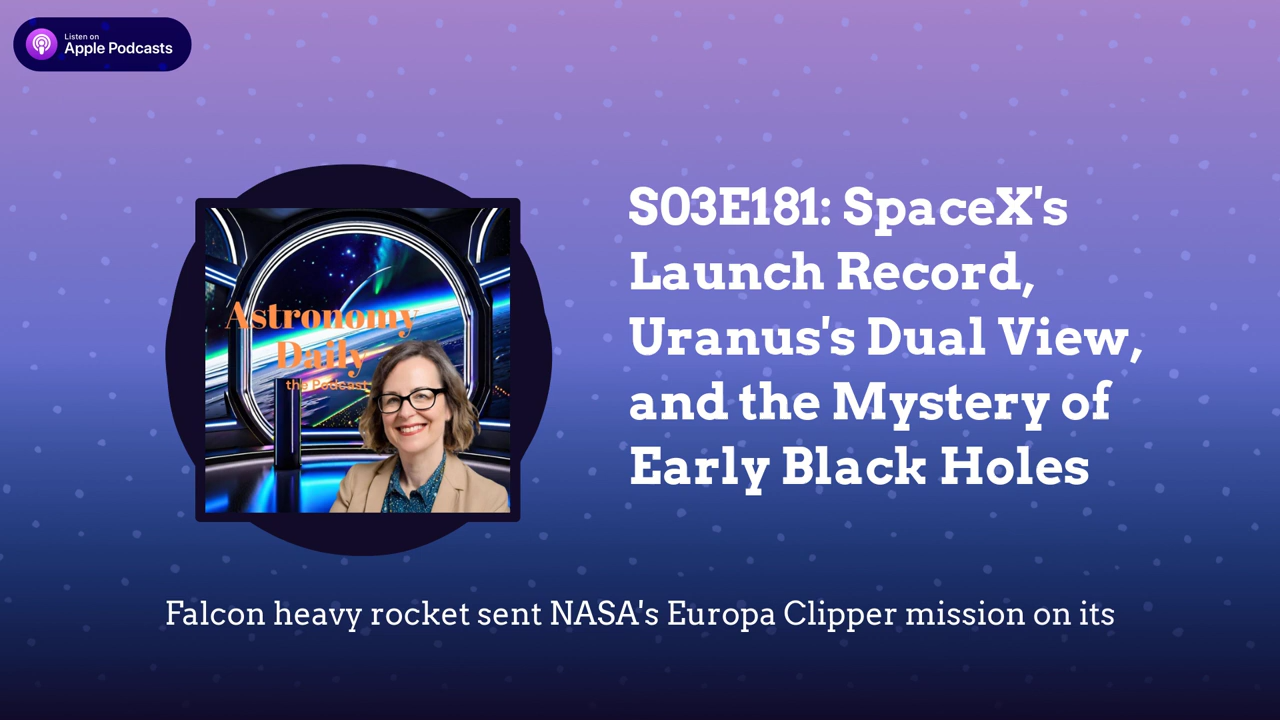 Listen on
Apple Podcasts
Astronomy
Daily
the Podcast
S03E181: SpaceX's
Launch Record,
Uranus's Dual View,
and the Mystery of
Early Black Holes
Falcon heavy rocket sent NASA's Europa Clipper mission on its